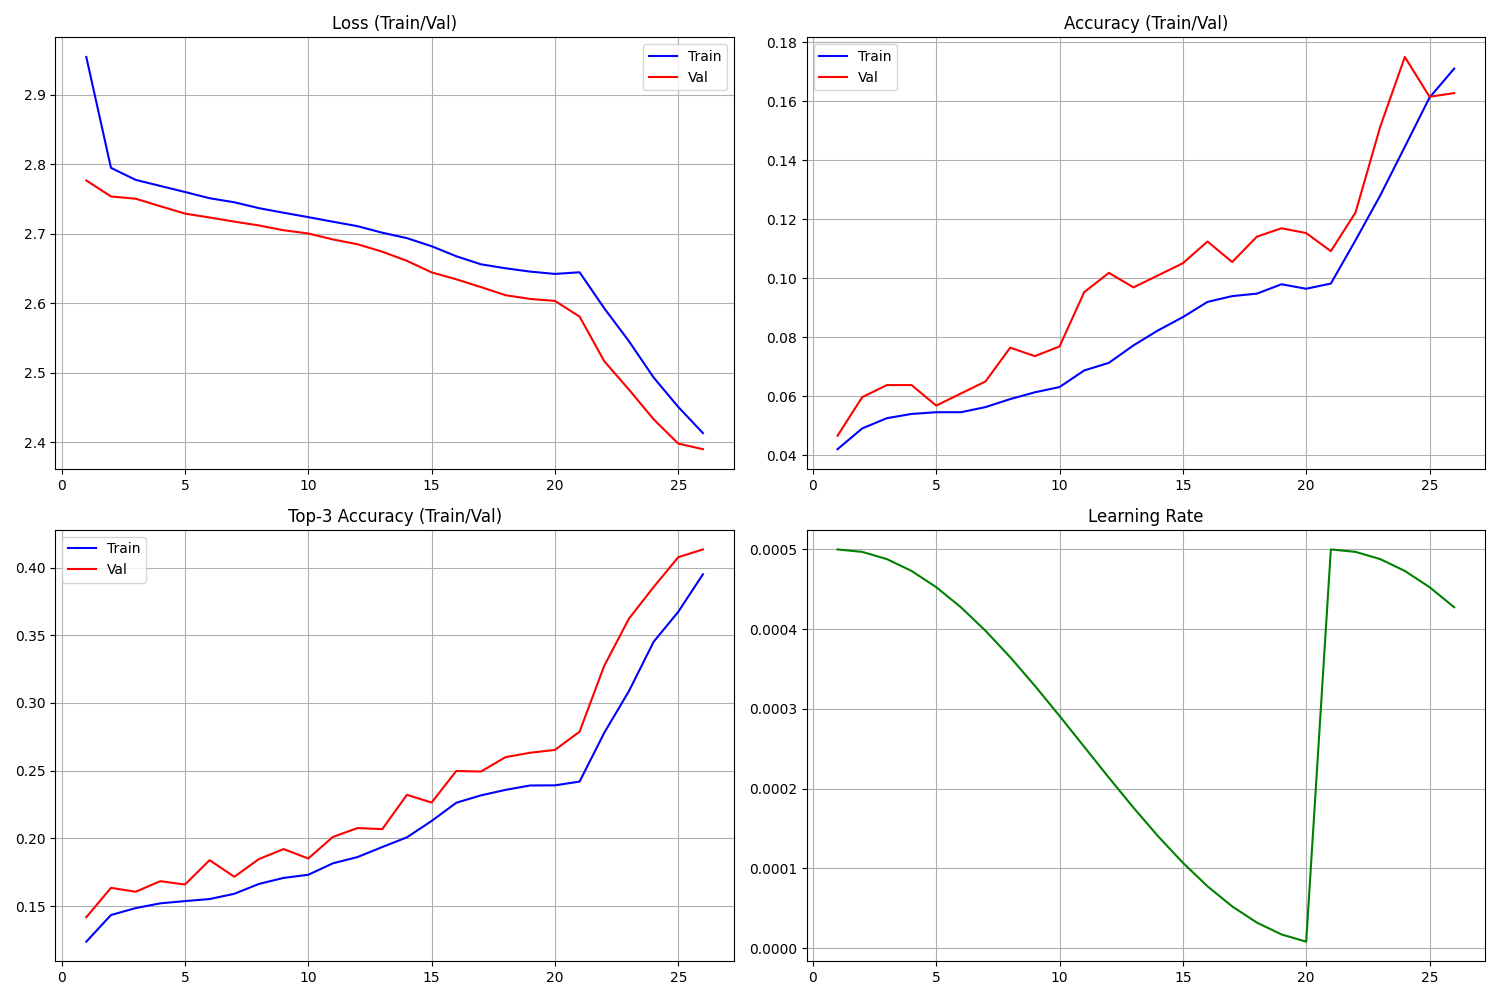 Loss (Train/Val)
Train
Val
2.9
2.8
2.7
2.6
2.5
2.4
0 5 10 15 20 25
Accuracy (Train/Val)
Train
Val
0.18
0.16
0.14
0.12
0.10
0.08
0.06
0.04
0 5 10 15 20 25
Top-3 Accuracy (Train/Val)
Train
Val
0.40
0.35
0.30
0.25
0.20
0.15
0 5 10 15 20 25
Learning Rate
0.0005
0.0004
0.0003
0.0002
0.0001
0.0000
0 5 10 15 20 25